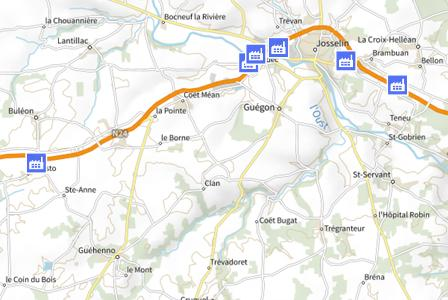 Bocneuf la Rivière
Trévan
la Chouannière
Lantillac
Josselin
La Croix-Helléan
Brambuan
Bellon
Coët Méan
Guégon
Buléon
la Pointe
l'Oust
Teneu
N24
le Borne
St-Gobrien
Ste-Anne
Clan
St-Servant
Coët Bugat
l'Hôpital Robin
Trégranteur
Guéhenno
le Mont
Trévadoret
le Coin du Bois
Bréna